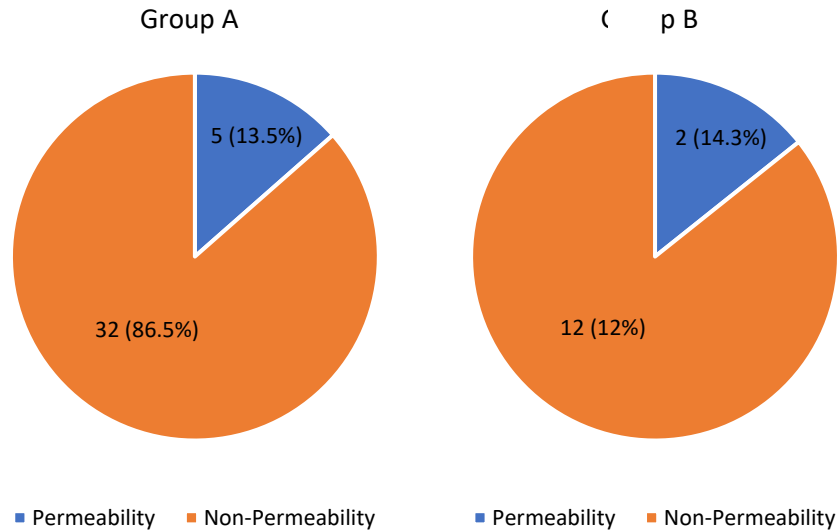 Group A
p B
5 (13.5%)
2 (14.3%)
32 (86.5%)
12 (12%)
Permeability Non-Permeability
Permeability Non-Permeability